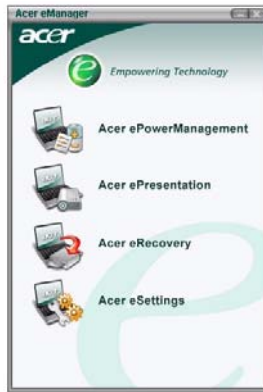 Acer eManager
acer
e
Empowering Technology
Acer ePowerManagement
Acer ePresentation
Acer eRecovery
Acer eSettings